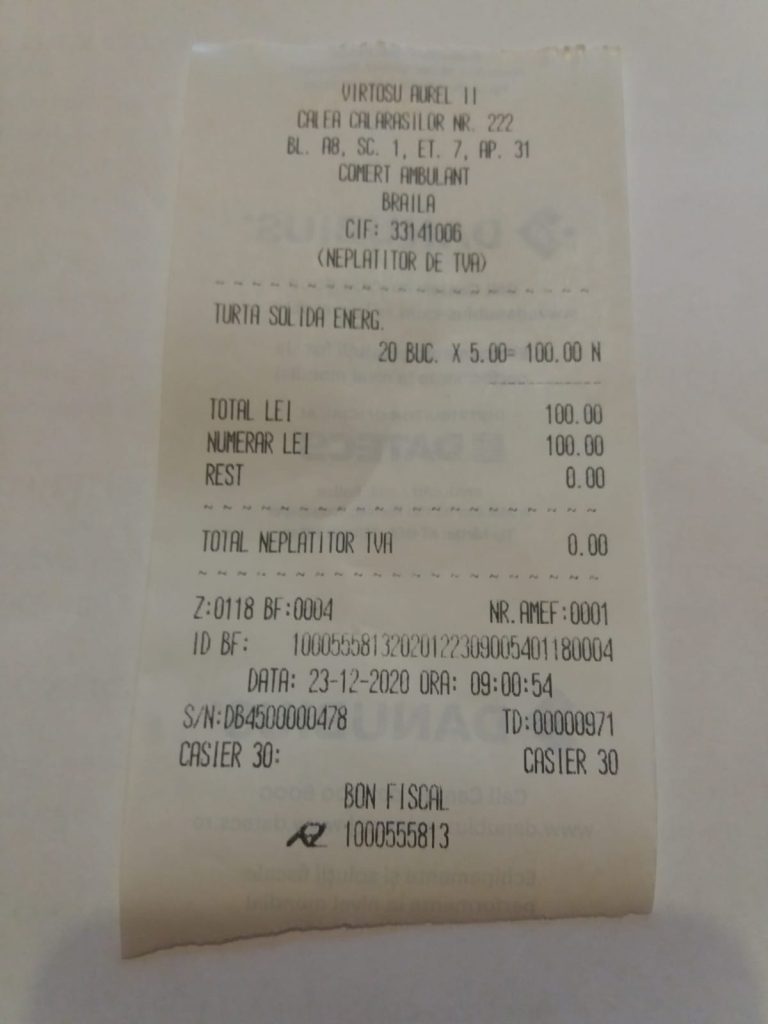 VIRTOSU AUREL II
CALEA CALARASILOR NR. 222
BL. A8, SC. 1, ET. 7, AP. 31
COMERT AMBULANT
BRAILA
CIF: 33141006
(NEPLATITOR DE TVA)
TURTA SOLIDA ENERG.
20 BUC. X 5.00= 100.00 N
TOTAL LEI 100.00
NUMERAR LEI 100.00
REST 0.00
TOTAL NEPLATITOR TVA 0.00
Z:0118 BF:0004 NR.AMEF:0001
ID BF: 10005558132020122309005401180004
DATA: 23-12-2020 ORA: 09:00:54
S/N:DB4500000478 TD:00000971
CASIER 30: CASIER 30
BON FISCAL
1000555813